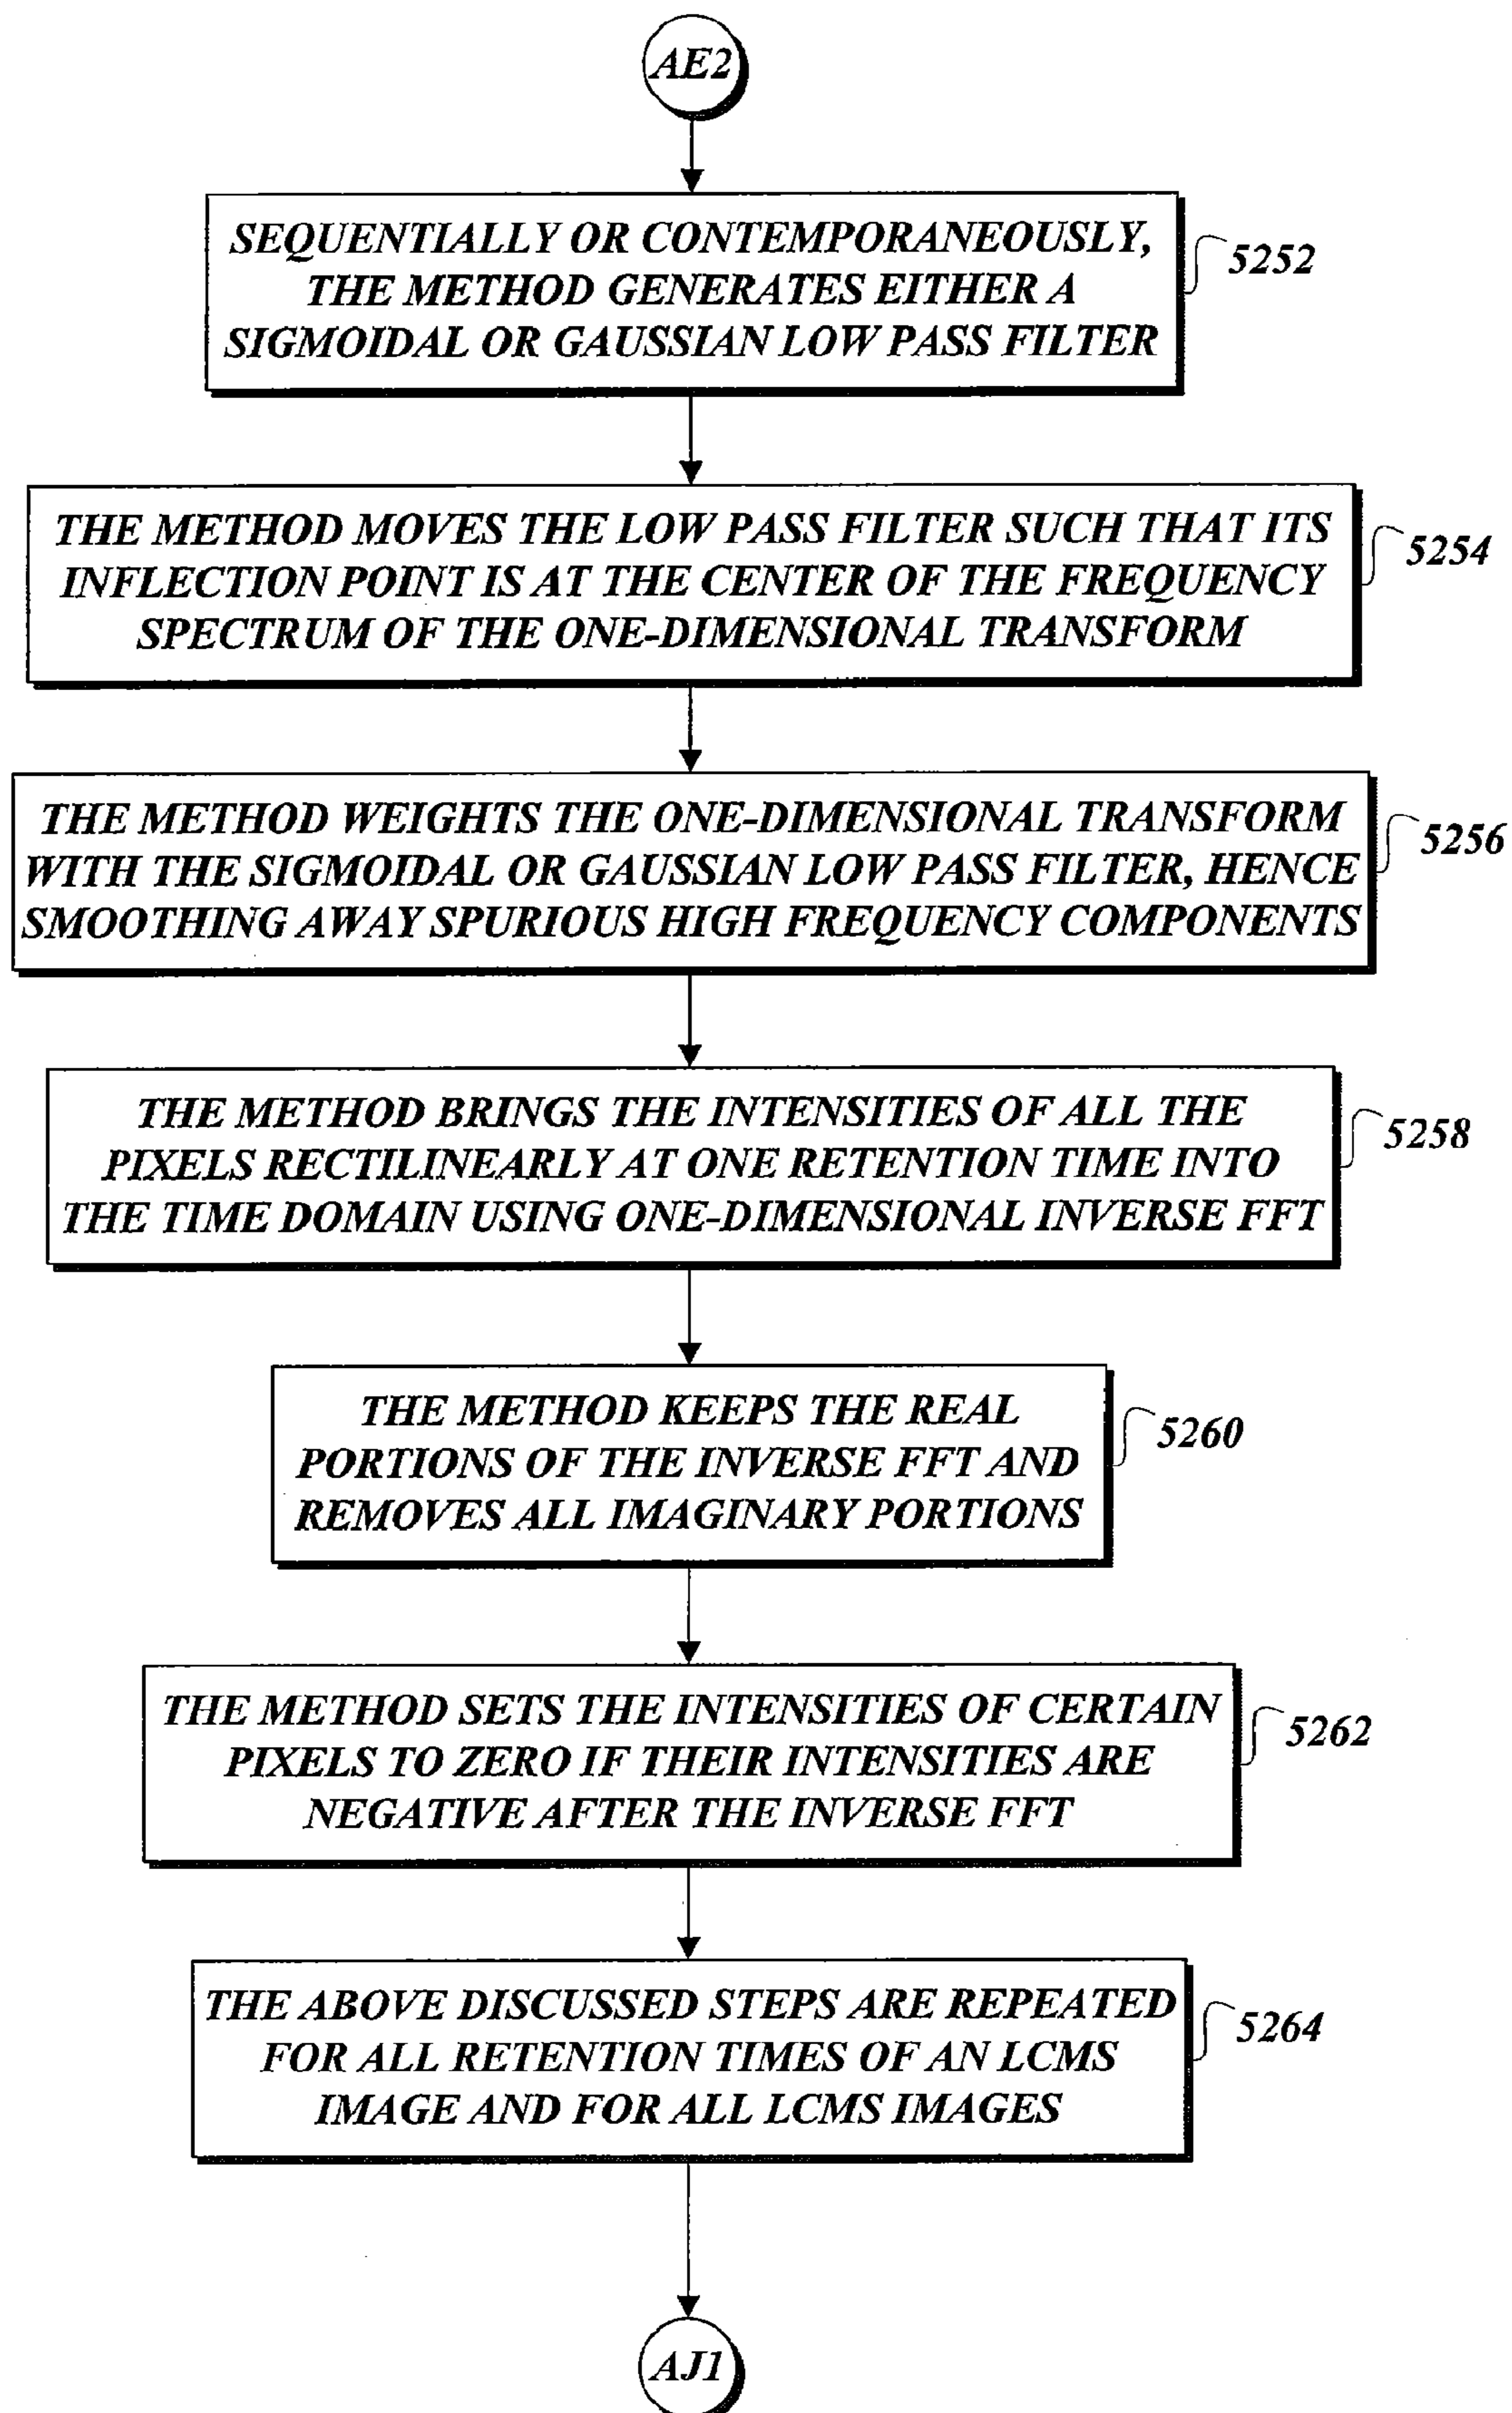 AE2
SEQUENTIALLY OR CONTEMPORANEOUSLY,
THE METHOD GENERATES EITHER A
SIGMOIDAL OR GAUSSIAN LOW PASS FILTER
5252
THE METHOD MOVES THE LOW PASS FILTER SUCH THAT ITS
INFLECTION POINT IS AT THE CENTER OF THE FREQUENCY
SPECTRUM OF THE ONE-DIMENSIONAL TRANSFORM
5254
THE METHOD WEIGHTS THE ONE-DIMENSIONAL TRANSFORM
WITH THE SIGMOIDAL OR GAUSSIAN LOW PASS FILTER, HENCE
SMOOTHING AWAY SPURIOUS HIGH FREQUENCY COMPONENTS
5256
THE METHOD BRINGS THE INTENSITIES OF ALL THE
PIXELS RECTILINEARLY AT ONE RETENTION TIME INTO
THE TIME DOMAIN USING ONE-DIMENSIONAL INVERSE FFT
5258
THE METHOD KEEPS THE REAL
PORTIONS OF THE INVERSE FFT AND
REMOVES ALL IMAGINARY PORTIONS
5260
THE METHOD SETS THE INTENSITIES OF CERTAIN
PIXELS TO ZERO IF THEIR INTENSITIES ARE
NEGATIVE AFTER THE INVERSE FFT
5262
THE ABOVE DISCUSSED STEPS ARE REPEATED
FOR ALL RETENTION TIMES OF AN LCMS
IMAGE AND FOR ALL LCMS IMAGES
5264
AJ1